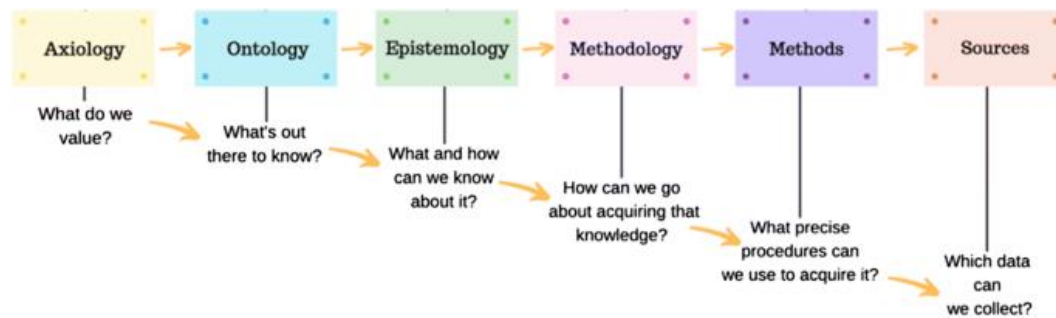 Axiology
Ontology
Epistemology
Methodology
Methods
Sources
What do we
value?
What's out
there to know?
What and how
can we know
about it?
How can we go
about acquiring that
knowledge?
What precise
procedures can
we use to acquire it?
Which data
can
we collect?